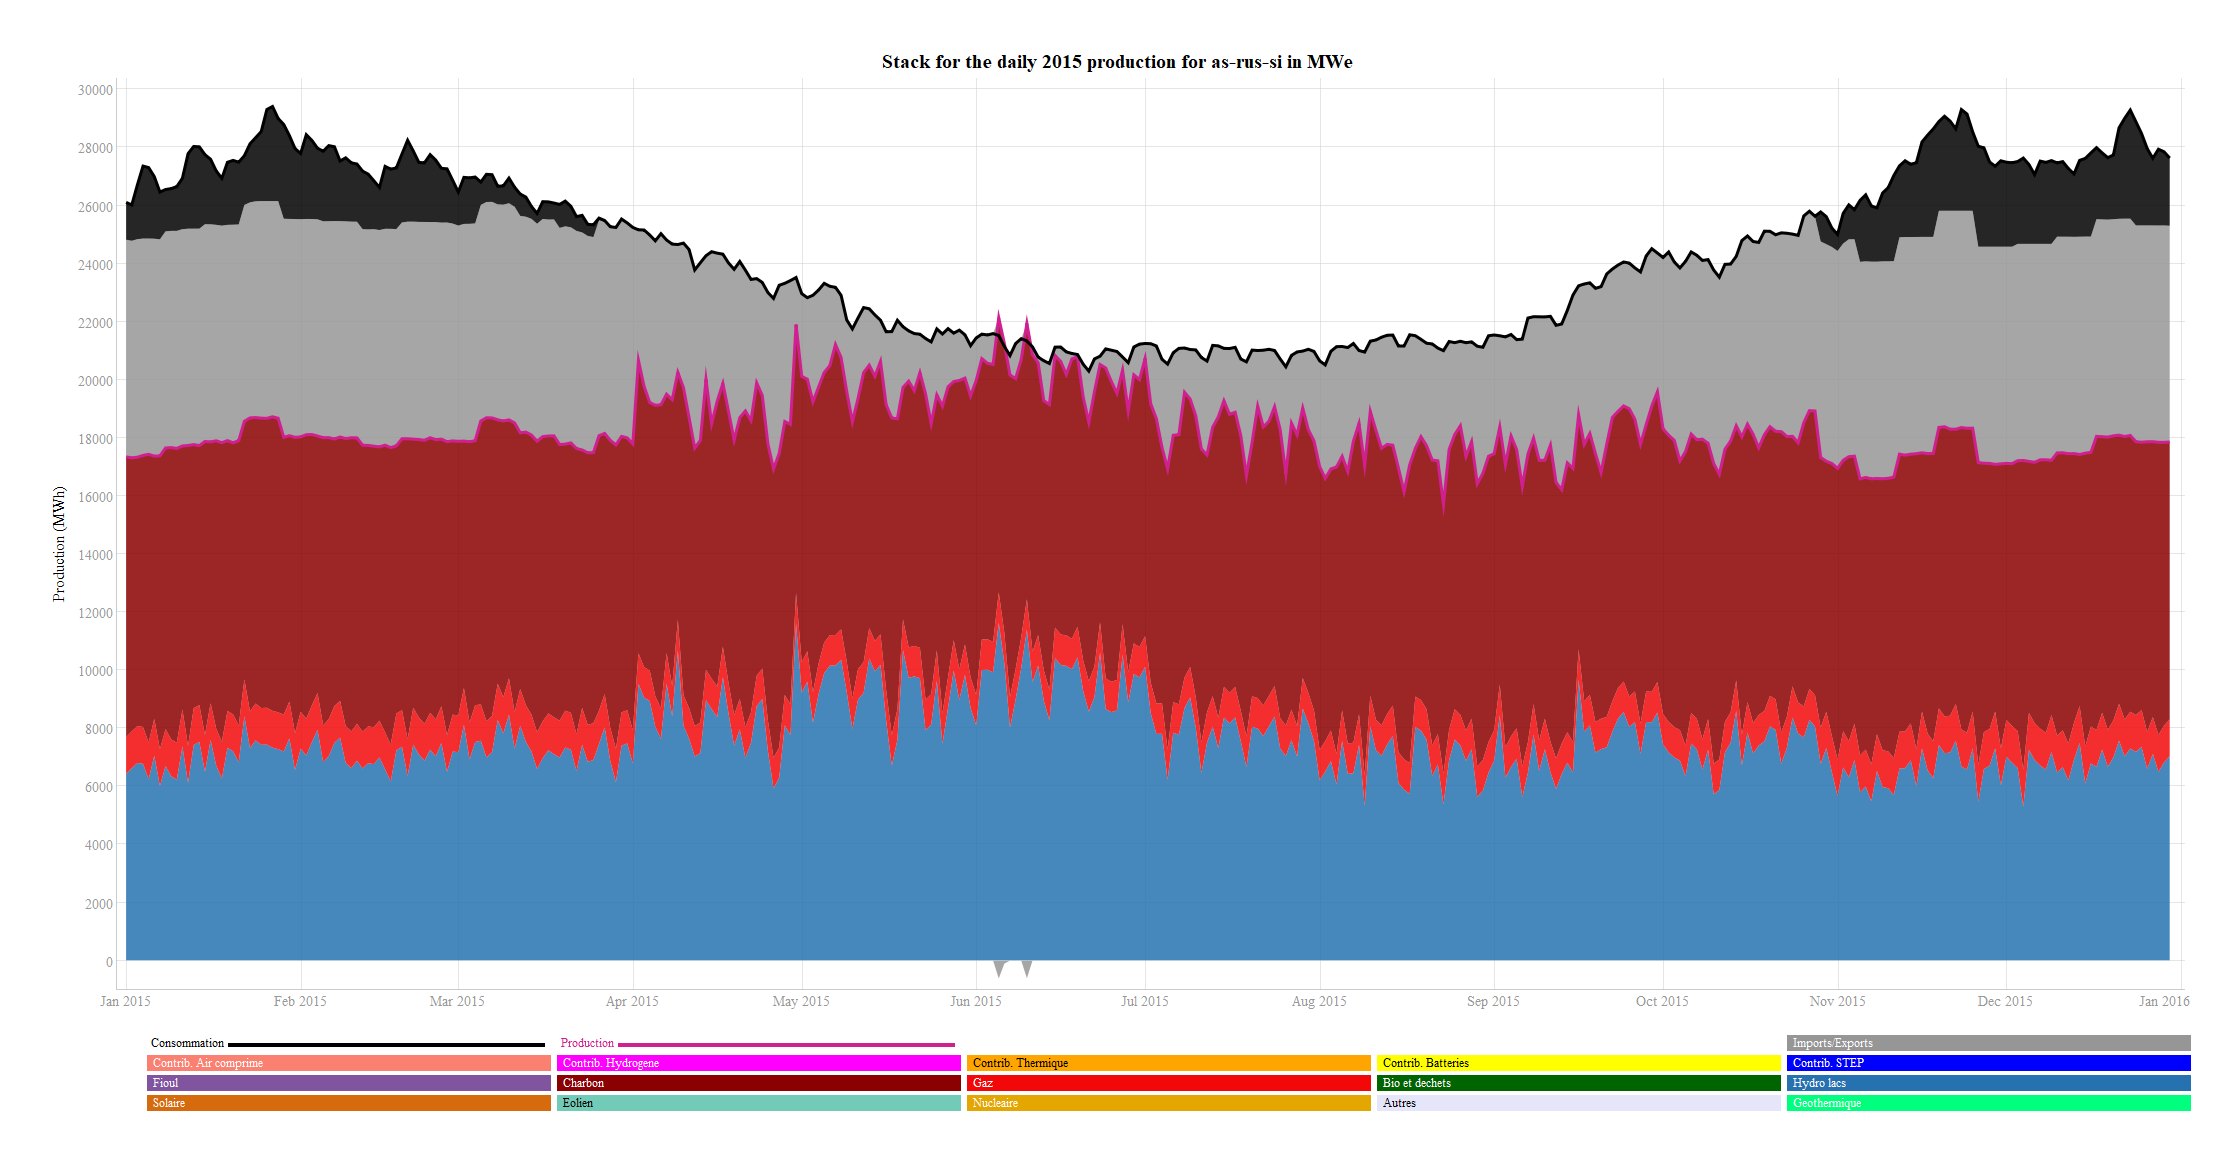 Stack for the daily 2015 production for as-rus-si in MWe
Production (MWh)
30000
28000
26000
24000
22000
20000
18000
16000
14000
12000
10000
8000
6000
4000
2000
0
Jan 2015 Feb 2015 Mar 2015 Apr 2015 May 2015 Jun 2015 Jul 2015 Aug 2015 Sep 2015 Oct 2015 Nov 2015 Dec 2015 Jan 2016
Consommation Production Imports/Exports
Contrib. Air comprime Contrib. Hydrogene Contrib. Thermique Contrib. Batteries Contrib. STEP
Fioul Charbon Gaz Bio et dechets Hydro lacs
Solaire Eolien Nucleaire Autres Geothermique